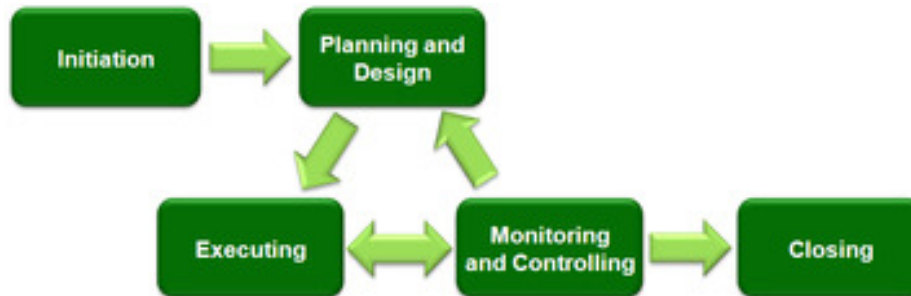 Initiation
Planning and
Design
Executing
Monitoring
and Controlling
Closing